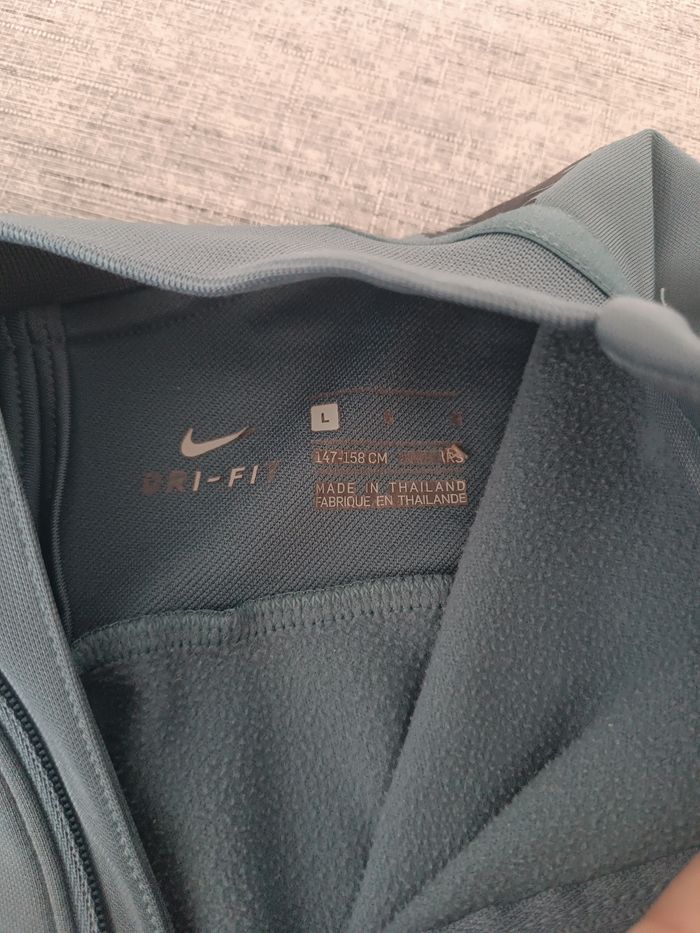 L
147-158 CM
DRI-FIT
MADE IN THAILAND
FABRIQUE EN THAILANDE